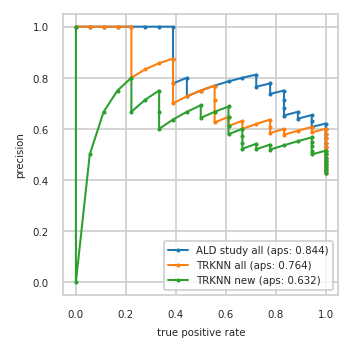 1.0
0.8
0.6
0.4
0.2
0.0
precision
0.0 0.2 0.4 0.6 0.8 1.0
true positive rate
ALD study all (aps: 0.844)
TRKNN all (aps: 0.764)
TRKNN new (aps: 0.632)